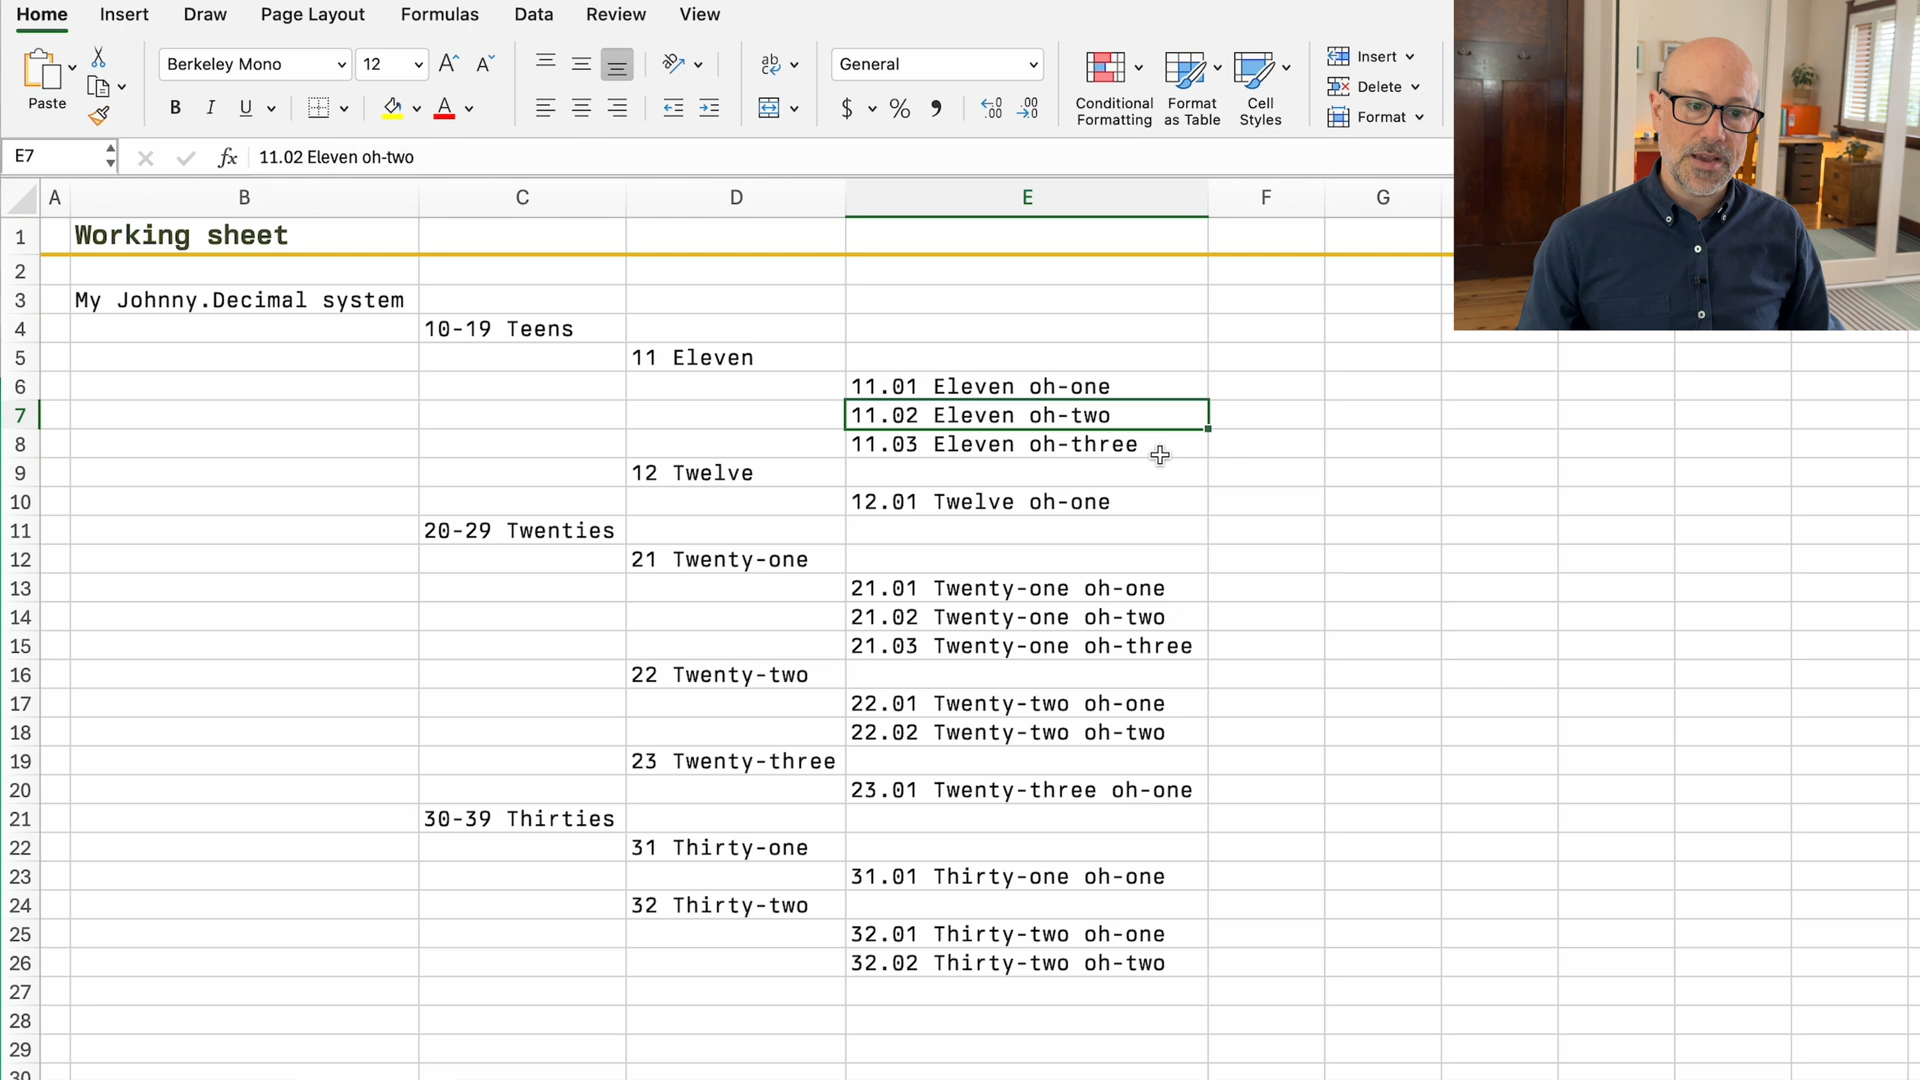 Home Insert Draw Page Layout Formulas Data Review View
Paste
Berkeley Mono 12
B I U A
ab
General
$ % 9 .00 .00
Conditional Formatting
Format as Table
Cell Styles
Insert
Delete
Format
E7 fx 11.02 Eleven oh-two
A B C D E F G
1 Working sheet
2
3 My Johnny.Decimal system
4 10-19 Teens
5 11 Eleven
6 11.01 Eleven oh-one
7 11.02 Eleven oh-two
8 11.03 Eleven oh-three
9 12 Twelve
10 12.01 Twelve oh-one
11 20-29 Twenties
12 21 Twenty-one
13 21.01 Twenty-one oh-one
14 21.02 Twenty-one oh-two
15 21.03 Twenty-one oh-three
16 22 Twenty-two
17 22.01 Twenty-two oh-one
18 22.02 Twenty-two oh-two
19 23 Twenty-three
20 23.01 Twenty-three oh-one
21 30-39 Thirties
22 31 Thirty-one
23 31.01 Thirty-one oh-one
24 32 Thirty-two
25 32.01 Thirty-two oh-one
26 32.02 Thirty-two oh-two
27
28
29
30